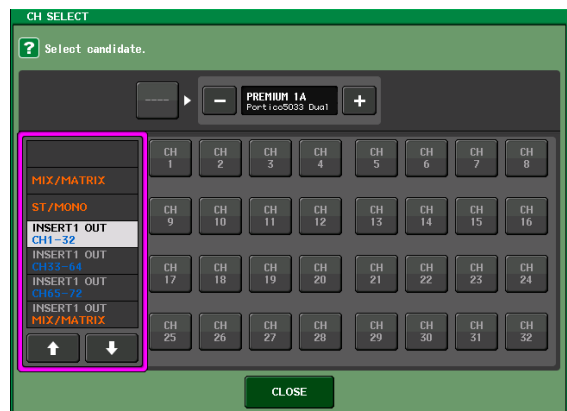 CH SELECT
? Select candidate.
----
− PREMIUM 1A +
Portico5033 Dual
MIX/MATRIX
ST/MONO
INSERT1 OUT
CH1-32
INSERT1 OUT
CH33-64
INSERT1 OUT
CH65-72
INSERT1 OUT
MIX/MATRIX
CH 1
CH 2
CH 3
CH 4
CH 5
CH 6
CH 7
CH 8
CH 9
CH 10
CH 11
CH 12
CH 13
CH 14
CH 15
CH 16
CH 17
CH 18
CH 19
CH 20
CH 21
CH 22
CH 23
CH 24
CH 25
CH 26
CH 27
CH 28
CH 29
CH 30
CH 31
CH 32
CLOSE